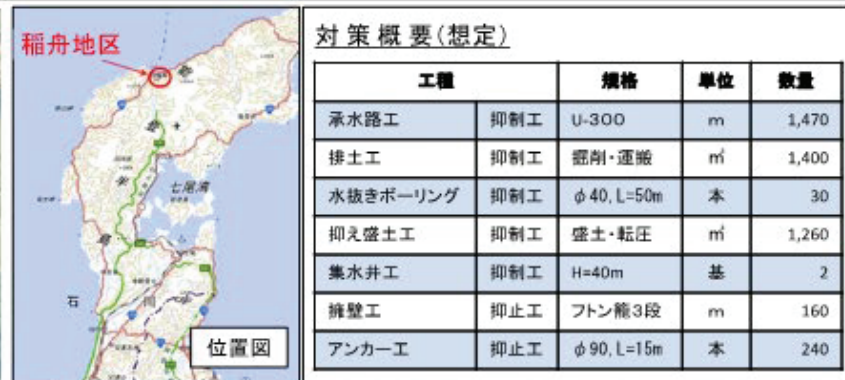 稲舟地区
七尾湾
石
川
位置図
対策概要(想定)
工種 規格 単位 数量
承水路工 抑制工 U-300 m 1,470
排土工 抑制工 掘削・運搬 ㎥ 1,400
水抜きボーリング 抑制工 φ40, L=50m 本 30
抑え盛土工 抑制工 盛土・転圧 ㎥ 1,260
集水井工 抑制工 H=40m 基 2
擁壁工 抑止工 フトン籠3段 m 160
アンカー工 抑止工 φ90, L=15m 本 240